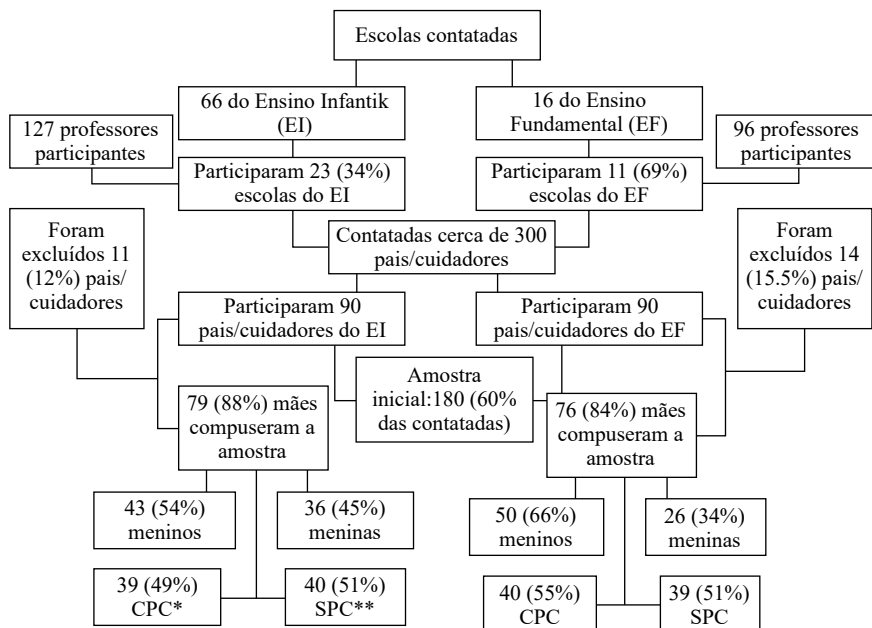 Escolas contatadas
66 do Ensino Infantik
(EI)
16 do Ensino
Fundamental (EF)
127 professores
participantes
96 professores
participantes
Participaram 23 (34%)
escolas do EI
Participaram 11 (69%)
escolas do EF
Foram
excluídos 11
(12%) pais/
cuidadores
Contatadas cerca de 300
pais/cuidadores
Foram
excluídos 14
(15.5%) pais/
cuidadores
Participaram 90
pais/cuidadores do EI
Participaram 90
pais/cuidadores do EF
Amostra
inicial:180 (60%
das contatadas)
79 (88%) mães
compuseram a
amostra
76 (84%) mães
compuseram a
amostra
43 (54%)
meninos
36 (45%)
meninas
50 (66%)
meninos
26 (34%)
meninas
39 (49%)
CPC*
40 (51%)
SPC**
40 (55%)
CPC
39 (51%)
SPC